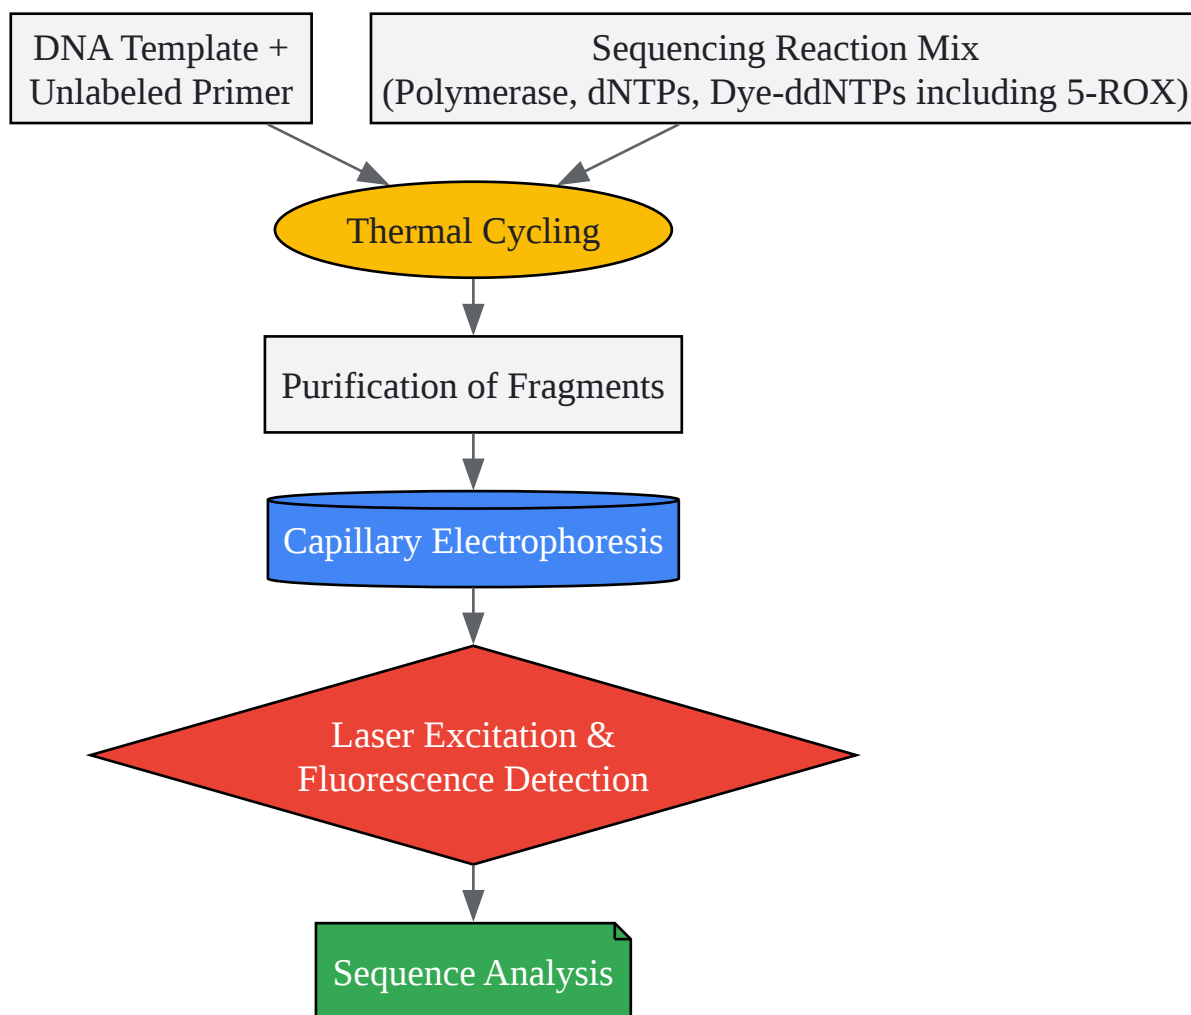 DNA Template +
Unlabeled Primer
Sequencing Reaction Mix
(Polymerase, dNTPs, Dye-ddNTPs including 5-ROX)
Thermal Cycling
Purification of Fragments
Capillary Electrophoresis
Laser Excitation &
Fluorescence Detection
Sequence Analysis